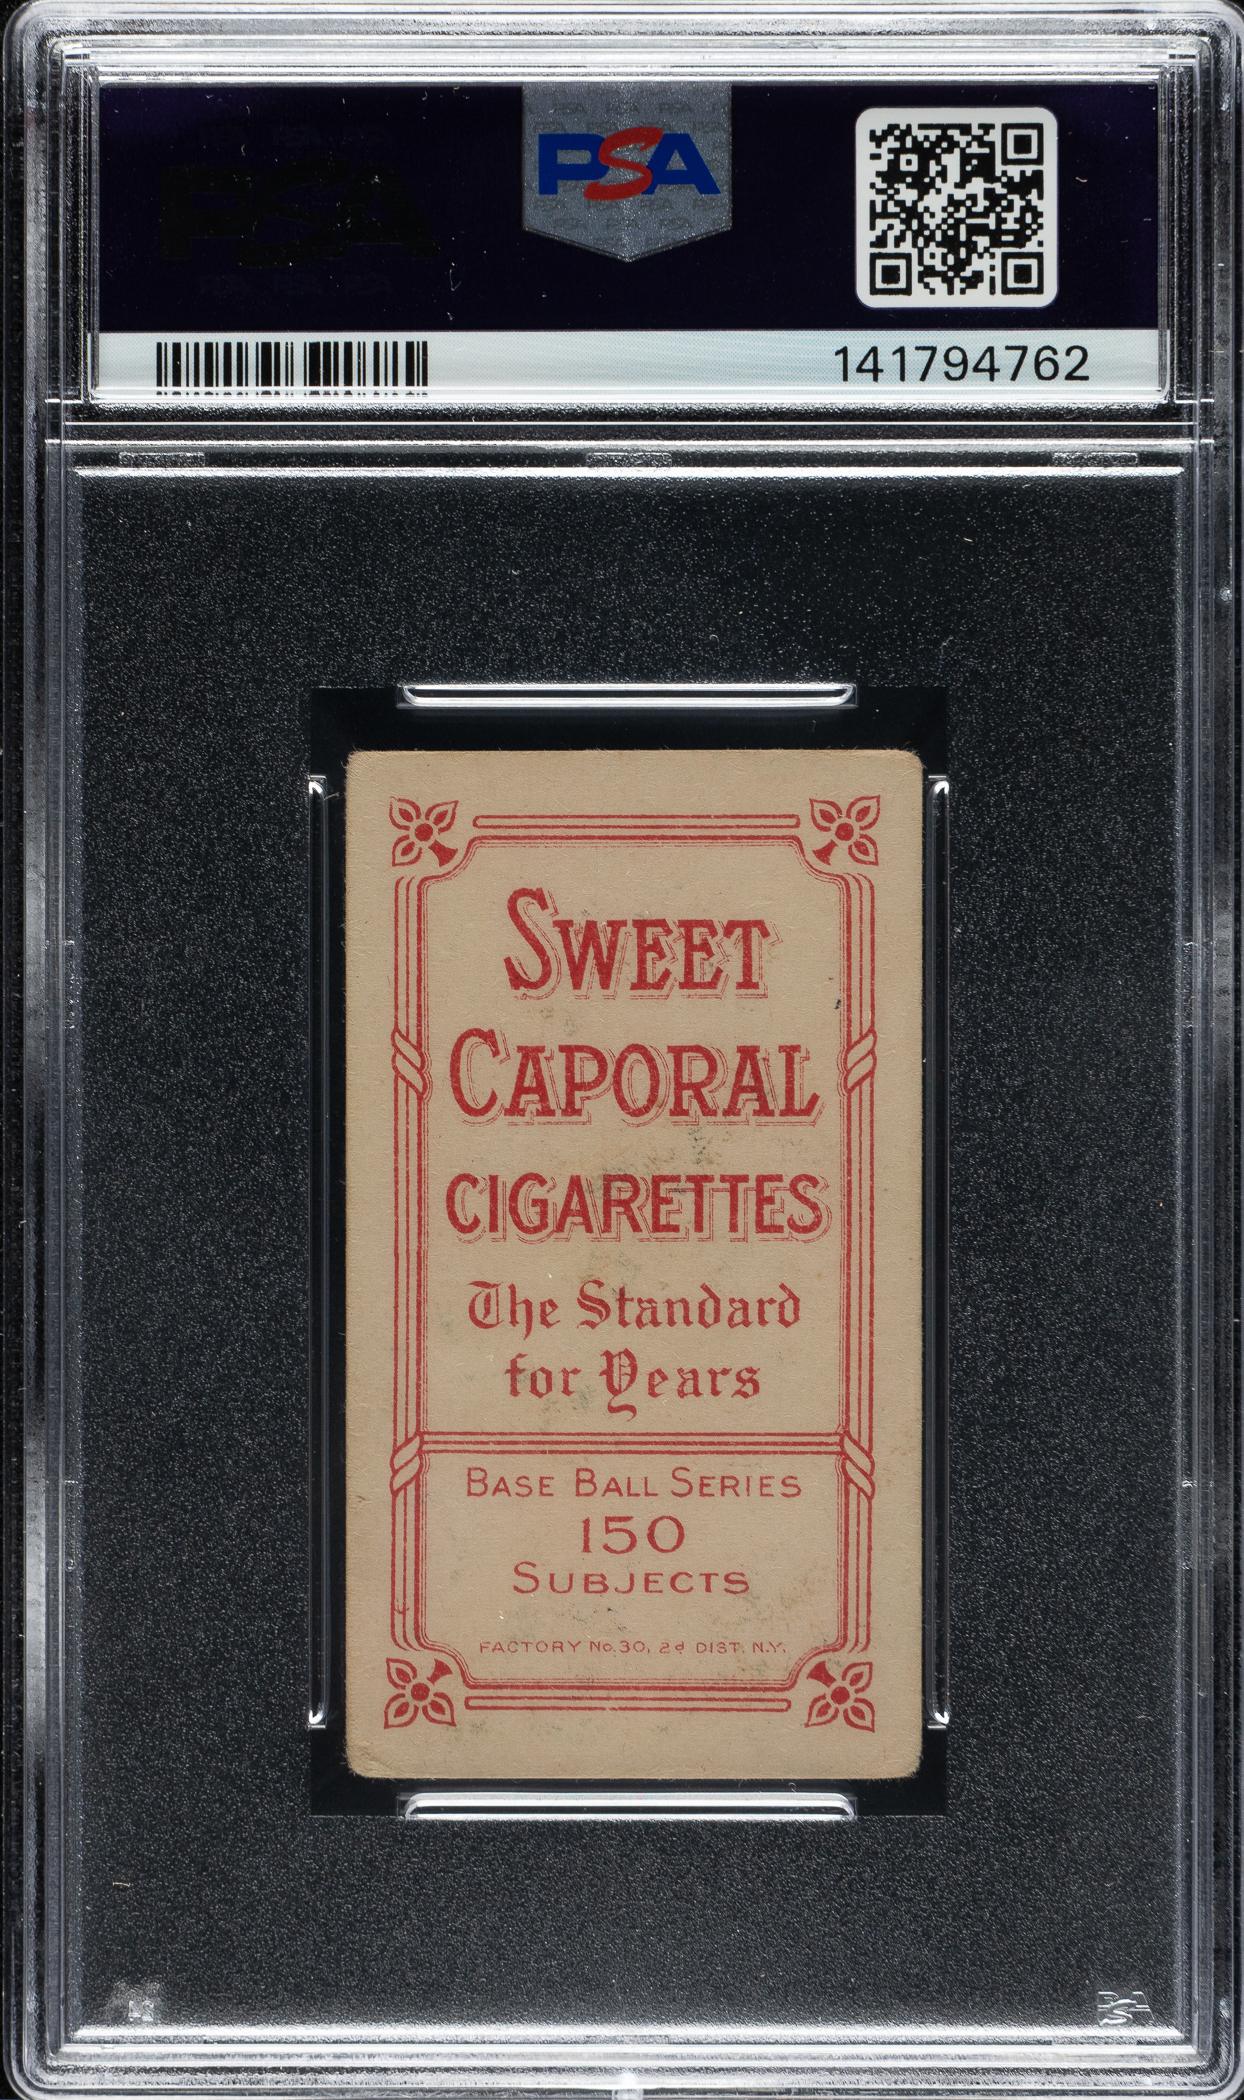 PSA
141794762
SWEET
CAPORAL
CIGARETTES
The Standard
for Years
BASE BALL SERIES
150
SUBJECTS
FACTORY No. 30, 2d DIST. N.Y.
PSA